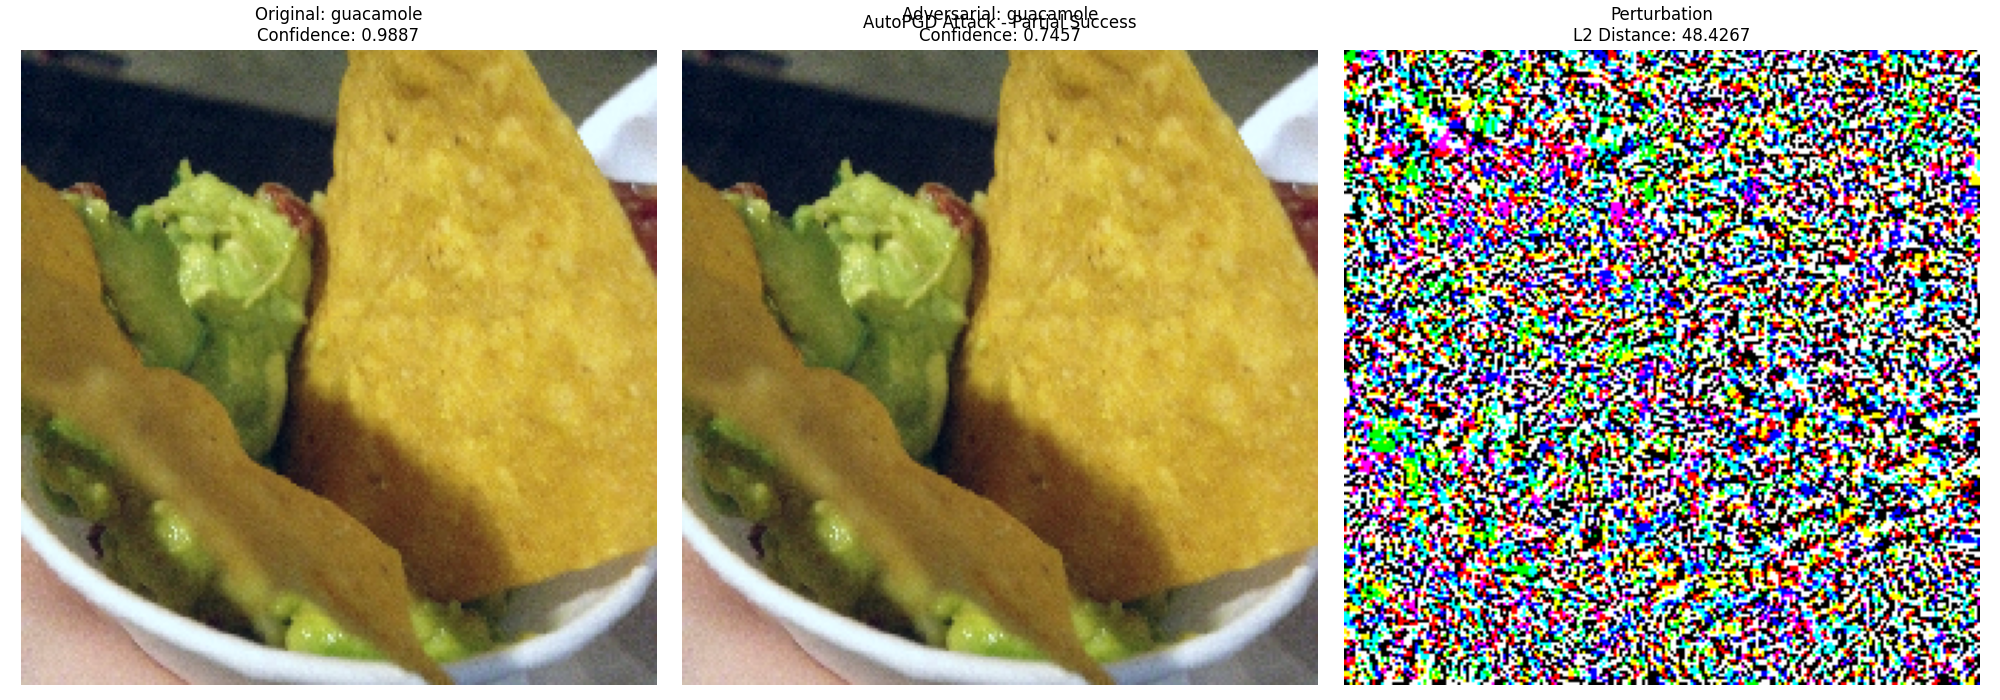 Original: guacamole
Confidence: 0.9887
Adversarial: guacamole
AutoPGD Attack - Partial Success
Confidence: 0.7457
Perturbation
L2 Distance: 48.4267